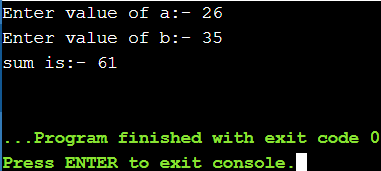 Enter value of a:- 26
Enter value of b:- 35
sum is:- 61
...Program finished with exit code 0
Press ENTER to exit console.